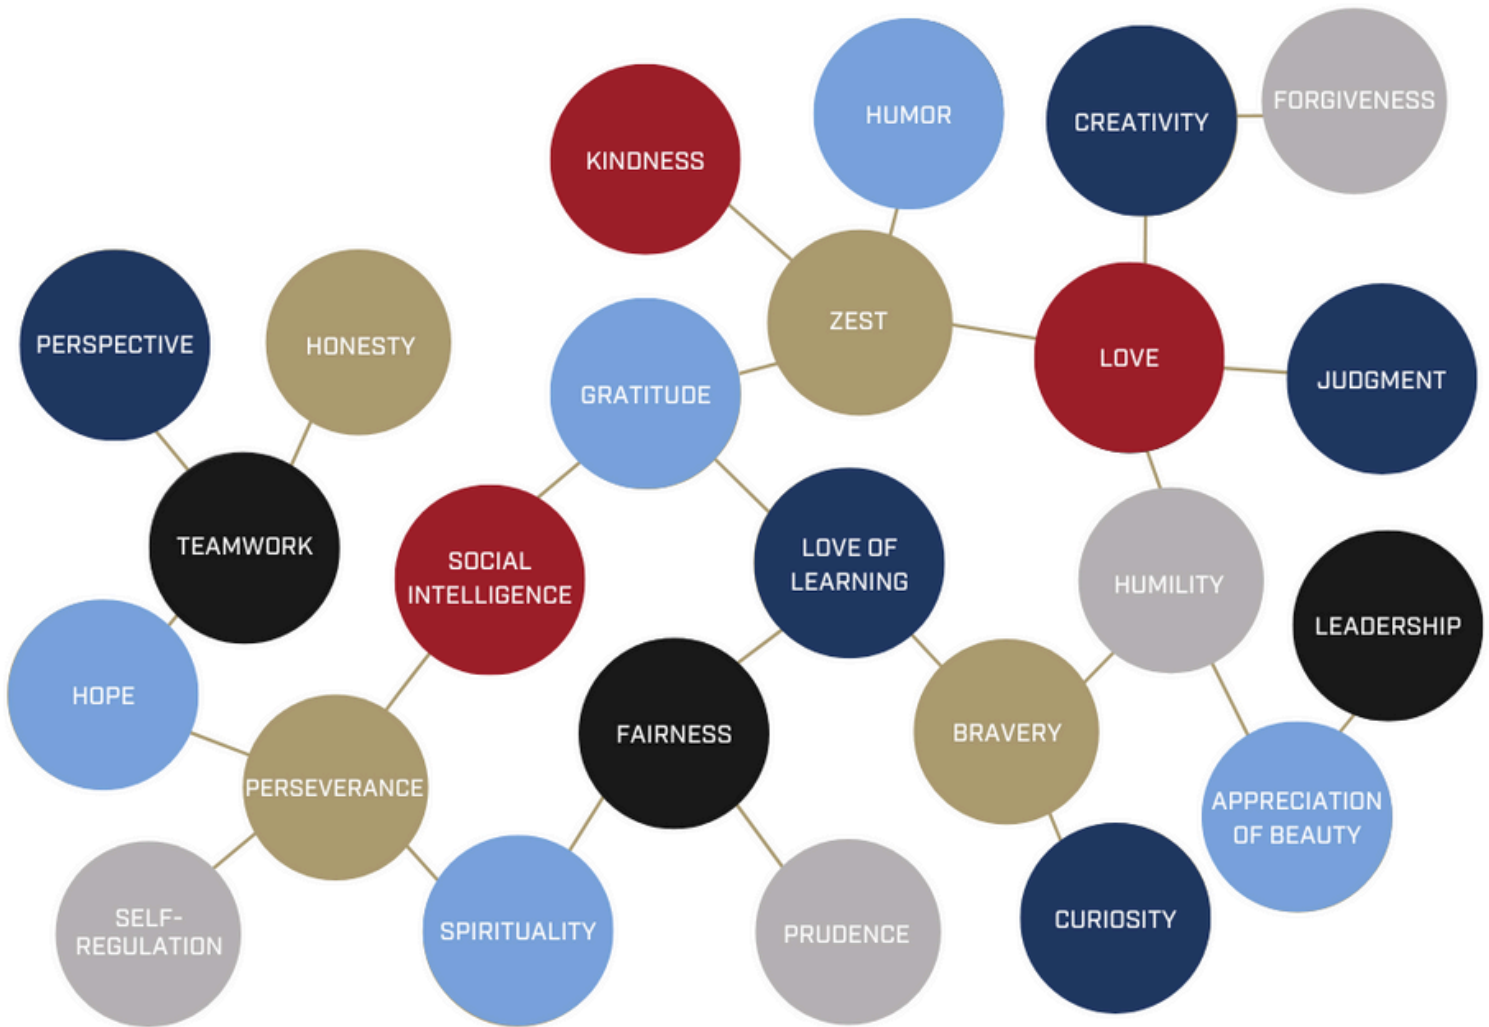 FORGIVENESS
HUMOR
CREATIVITY
KINDNESS
ZEST
PERSPECTIVE
HONESTY
LOVE
GRATITUDE
JUDGMENT
TEAMWORK
SOCIAL
INTELLIGENCE
LOVE OF
LEARNING
HUMILITY
LEADERSHIP
HOPE
FAIRNESS
BRAVERY
PERSEVERANCE
APPRECIATION
OF BEAUTY
SELF-
REGULATION
SPIRITUALITY
PRUDENCE
CURIOSITY